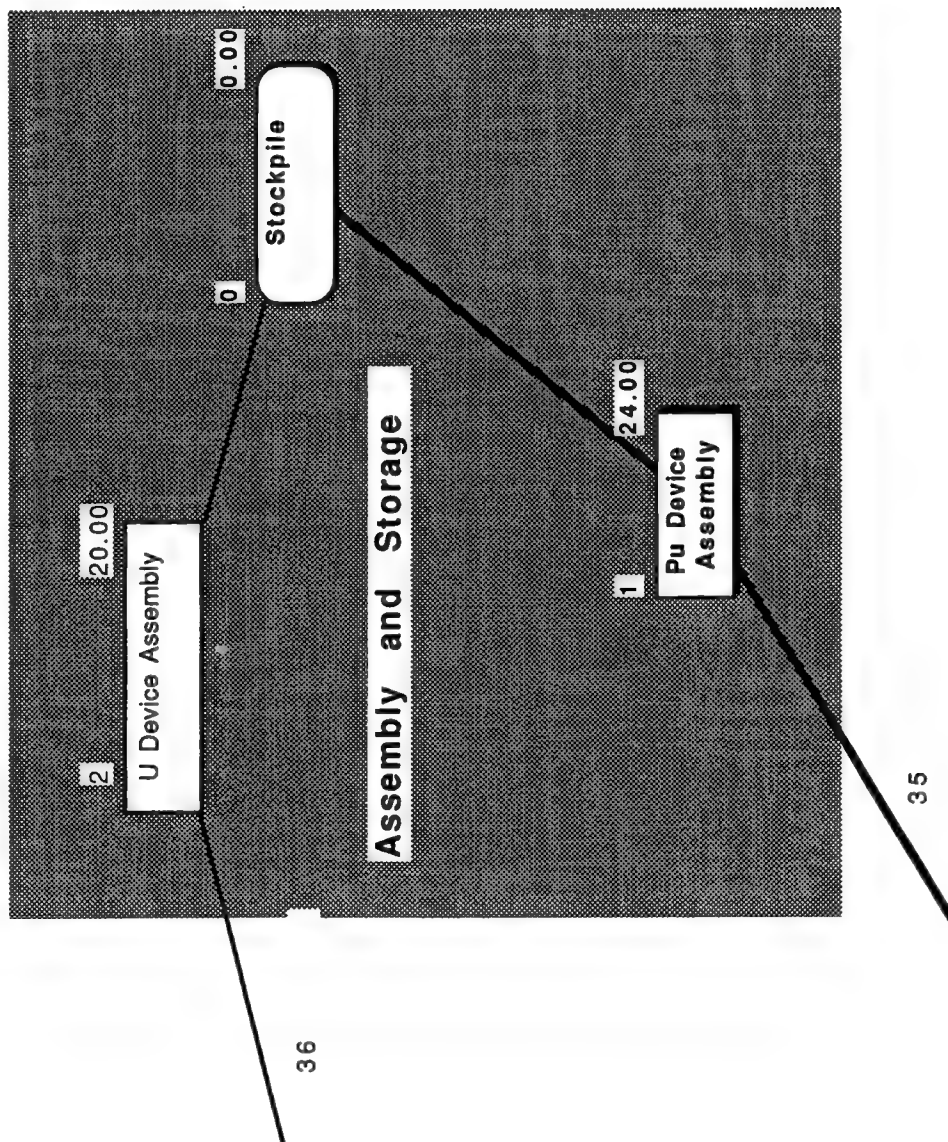 2
20.00
U Device Assembly
0
0.00
Stockpile
Assembly and Storage
1
24.00
Pu Device
Assembly
36
35